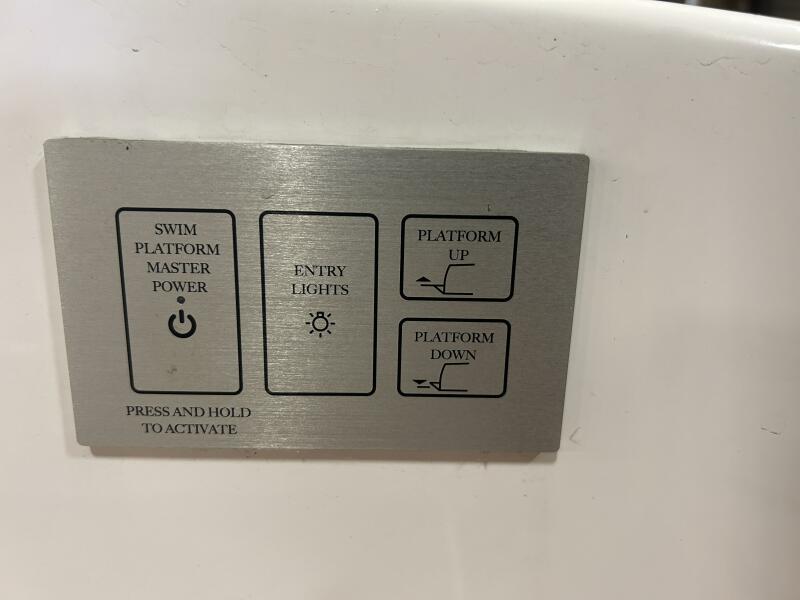 SWIM
PLATFORM
MASTER
POWER
PRESS AND HOLD
TO ACTIVATE
ENTRY
LIGHTS
PLATFORM
UP
PLATFORM
DOWN